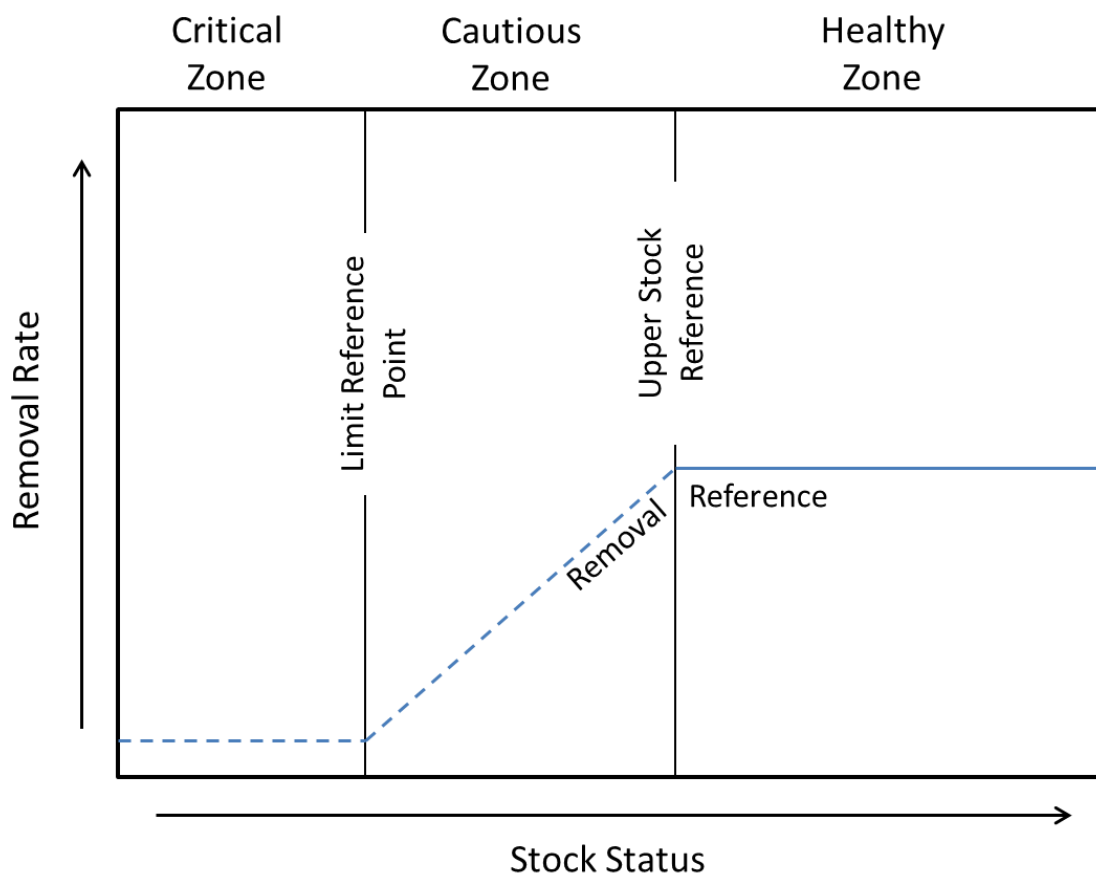 Critical
Zone
Cautious
Zone
Healthy
Zone
Removal Rate
Limit Reference
Point
Upper Stock
Reference
Removal
Reference
Stock Status